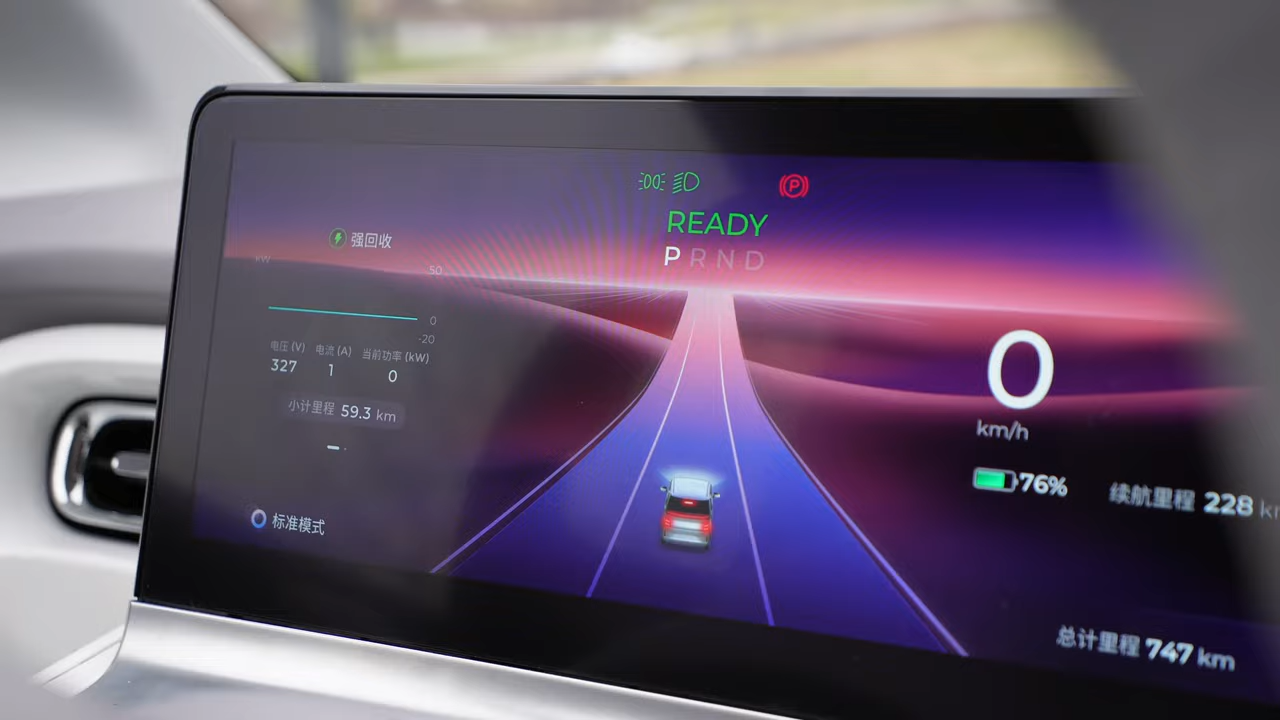 READY
P R N D
强回收
kW
50
0
-20
电压 (V) 电流 (A) 当前功率 (kW)
327 1 0
小计里程 59.3 km
标准模式
0
km/h
76%
续航里程 228
总计里程 747 km